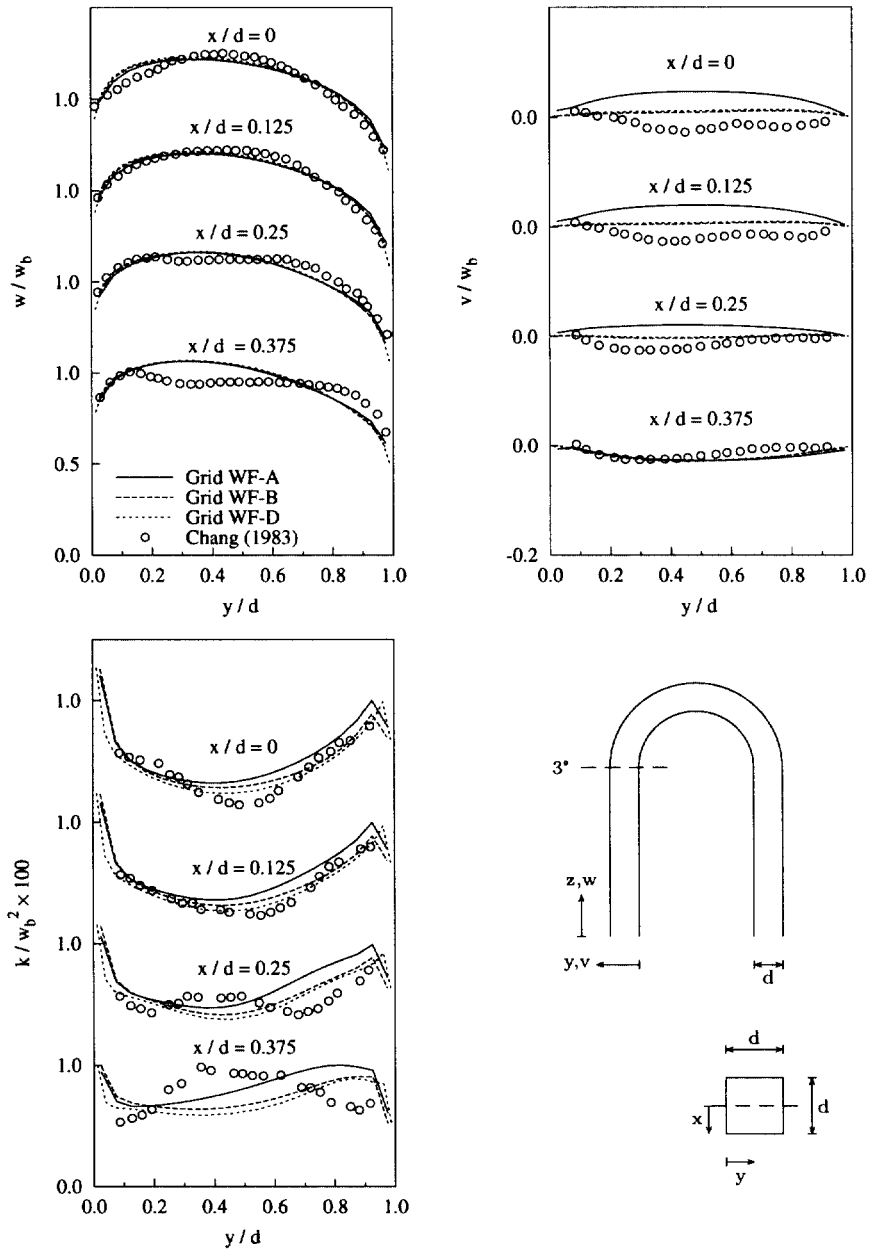 x / d = 0
1.0
x / d = 0.125
1.0
x / d = 0.25
1.0
x / d = 0.375
1.0
0.5
0.0
Grid WF-A
Grid WF-B
Grid WF-D
Chang (1983)
w / w_b
0.0 0.2 0.4 0.6 0.8 1.0
y / d
x / d = 0
0.0
x / d = 0.125
0.0
x / d = 0.25
0.0
x / d = 0.375
0.0
-0.2
v / w_b
0.0 0.2 0.4 0.6 0.8 1.0
y / d
1.0
x / d = 0
1.0
x / d = 0.125
1.0
x / d = 0.25
x / d = 0.375
1.0
0.0
k / w_b^2 × 100
0.0 0.2 0.4 0.6 0.8 1.0
y / d
3°
z,w
y,v
d
d
d
x
y